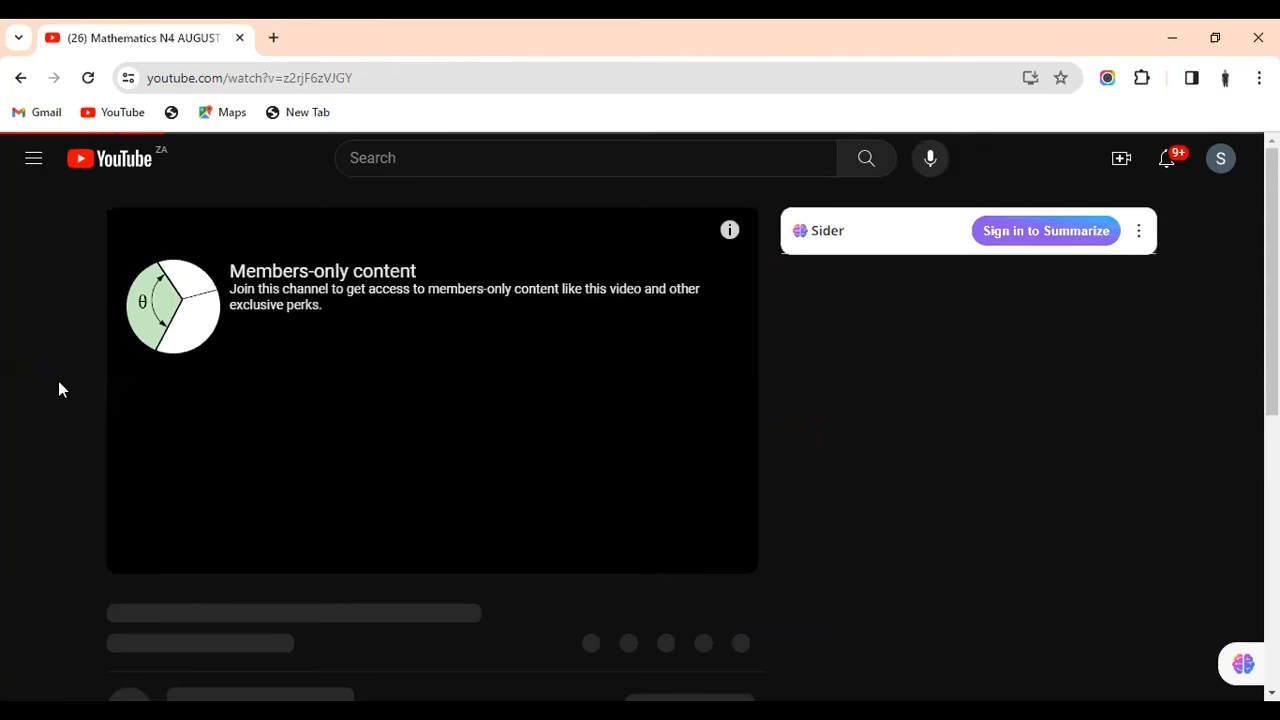 (26) Mathematics N4 AUGUST
youtube.com/watch?v=z2rjF6zVJGY
Gmail YouTube Maps New Tab
YouTube ZA Search 9+ S
Sider Sign in to Summarize
Members-only content
Join this channel to get access to members-only content like this video and other
exclusive perks.
θ